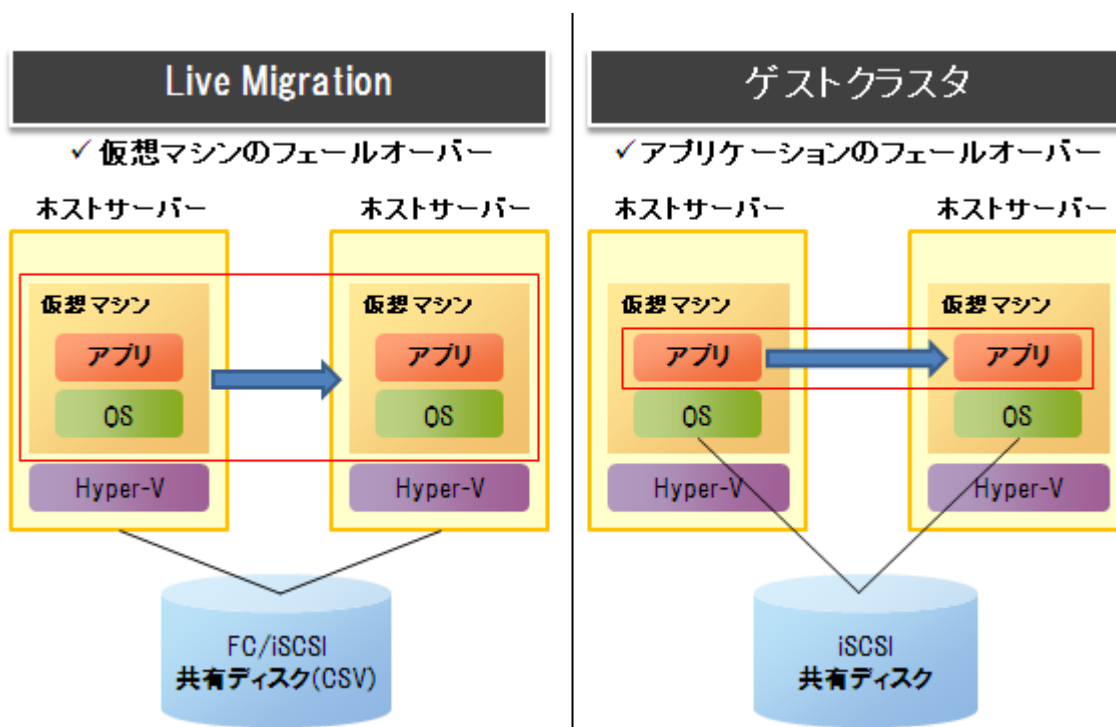 Live Migration
✓ 仮想マシンのフェールオーバー
ホストサーバー
ホストサーバー
仮想マシン
アプリ
OS
Hyper-V
仮想マシン
アプリ
OS
Hyper-V
FC/iSCSI
共有ディスク(CSV)
ゲストクラスタ
✓アプリケーションのフェールオーバー
ホストサーバー
ホストサーバー
仮想マシン
アプリ
OS
Hyper-V
仮想マシン
アプリ
OS
Hyper-V
iSCSI
共有ディスク